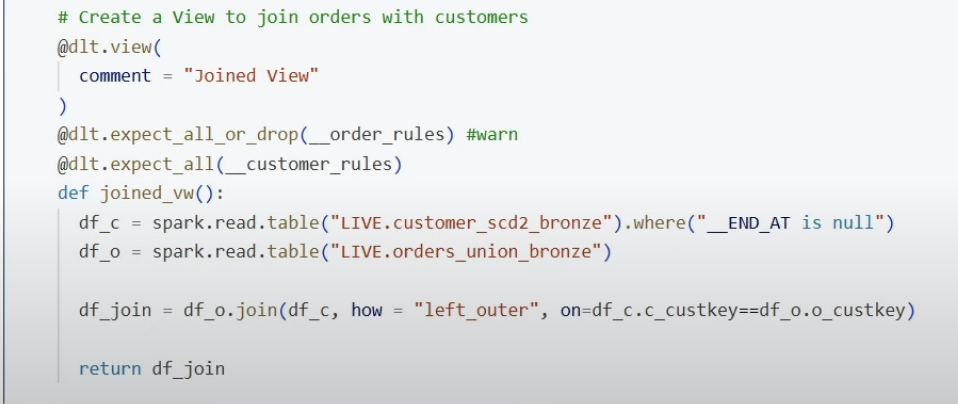 # Create a View to join orders with customers
@dlt.view(
comment = "Joined View"
)
@dlt.expect_all_or_drop(__order_rules) #warn
@dlt.expect_all(__customer_rules)
def joined_vw():
df_c = spark.read.table("LIVE.customer_scd2_bronze").where("__END_AT is null")
df_o = spark.read.table("LIVE.orders_union_bronze")
df_join = df_o.join(df_c, how = "left_outer", on=df_c.c_custkey==df_o.o_custkey)
return df_join